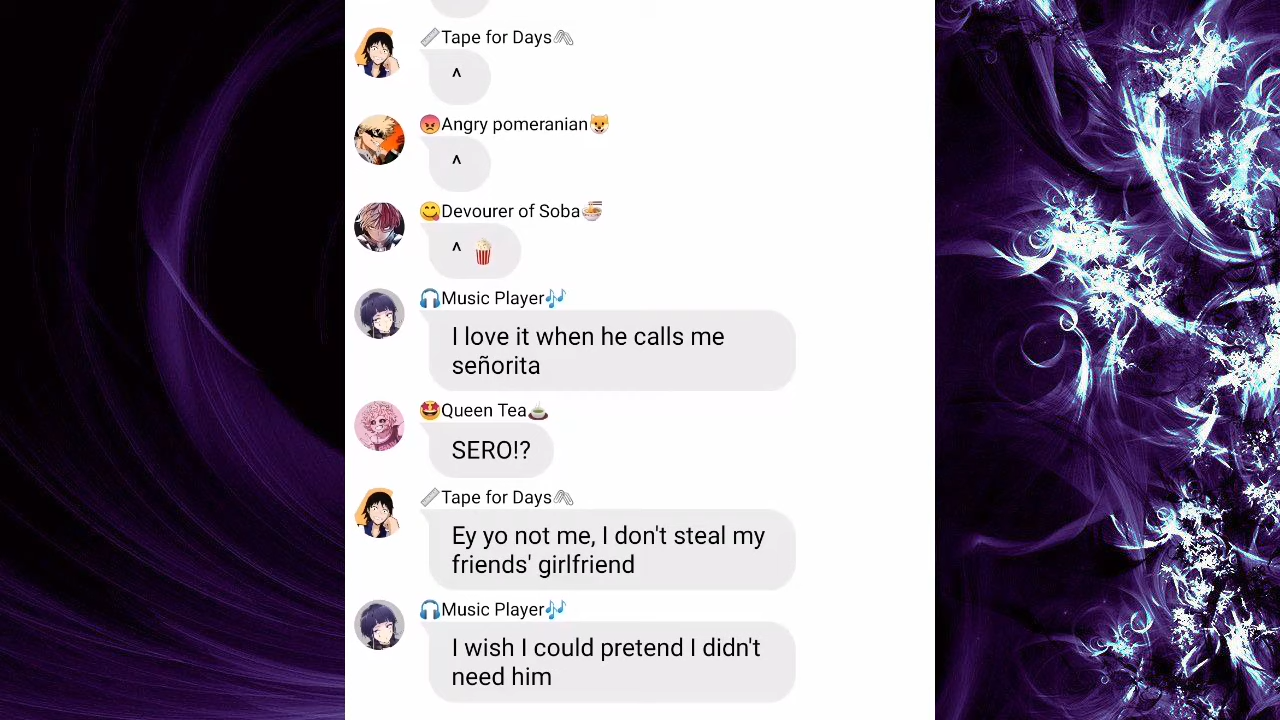 📏Tape for Days🖇
^
😡Angry pomeranian😺
^
😋Devourer of Soba🍜
^ 🍿
🎧Music Player🎶
I love it when he calls me
señorita
🤩Queen Tea🍵
SERO!?
📏Tape for Days🖇
Ey yo not me, I don't steal my
friends' girlfriend
🎧Music Player🎶
I wish I could pretend I didn't
need him